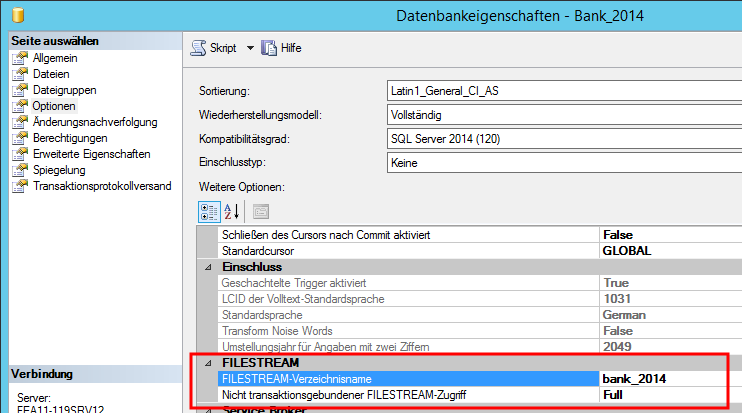 Datenbankeigenschaften - Bank_2014
Seite auswählen
Allgemein
Dateien
Dateigruppen
Optionen
Änderungsnachverfolgung
Berechtigungen
Erweiterte Eigenschaften
Spiegelung
Transaktionsprotokollversand
Skript Hilfe
Sortierung: Latin1_General_CI_AS
Wiederherstellungsmodell: Vollständig
Kompatibilitätsgrad: SQL Server 2014 (120)
Einschlusstyp: Keine
Weitere Optionen:
Schließen des Cursors nach Commit aktiviert False
Standardcursor GLOBAL
Einschluss
Geschachtelte Trigger aktiviert True
LCID der Volltext-Standardsprache 1031
Standardsprache German
Transform Noise Words False
Umstellungsjahr für Angaben mit zwei Ziffern 2049
FILESTREAM
FILESTREAM-Verzeichnisname bank_2014
Nicht transaktionsgebundener FILESTREAM-Zugriff Full
Service Broker
Verbindung
Server: